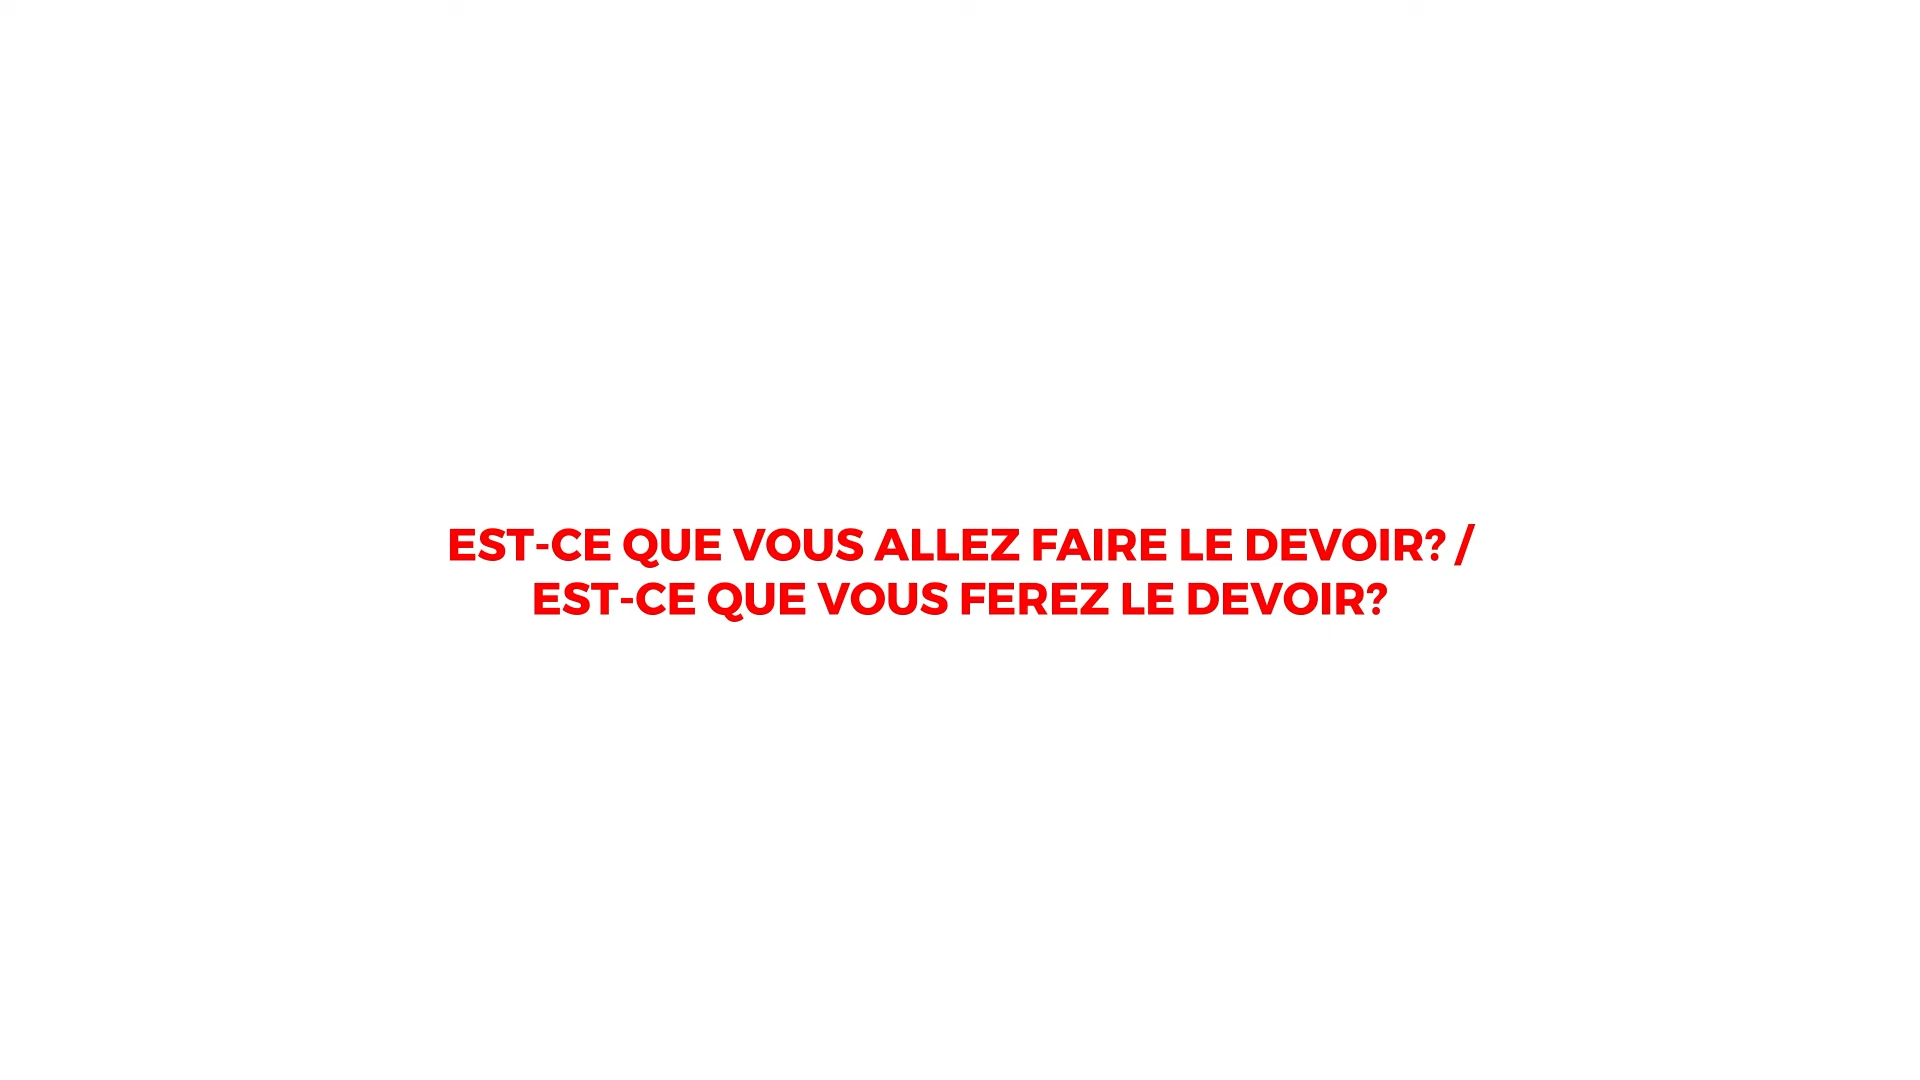 EST-CE QUE VOUS ALLEZ FAIRE LE DEVOIR? /
EST-CE QUE VOUS FEREZ LE DEVOIR?